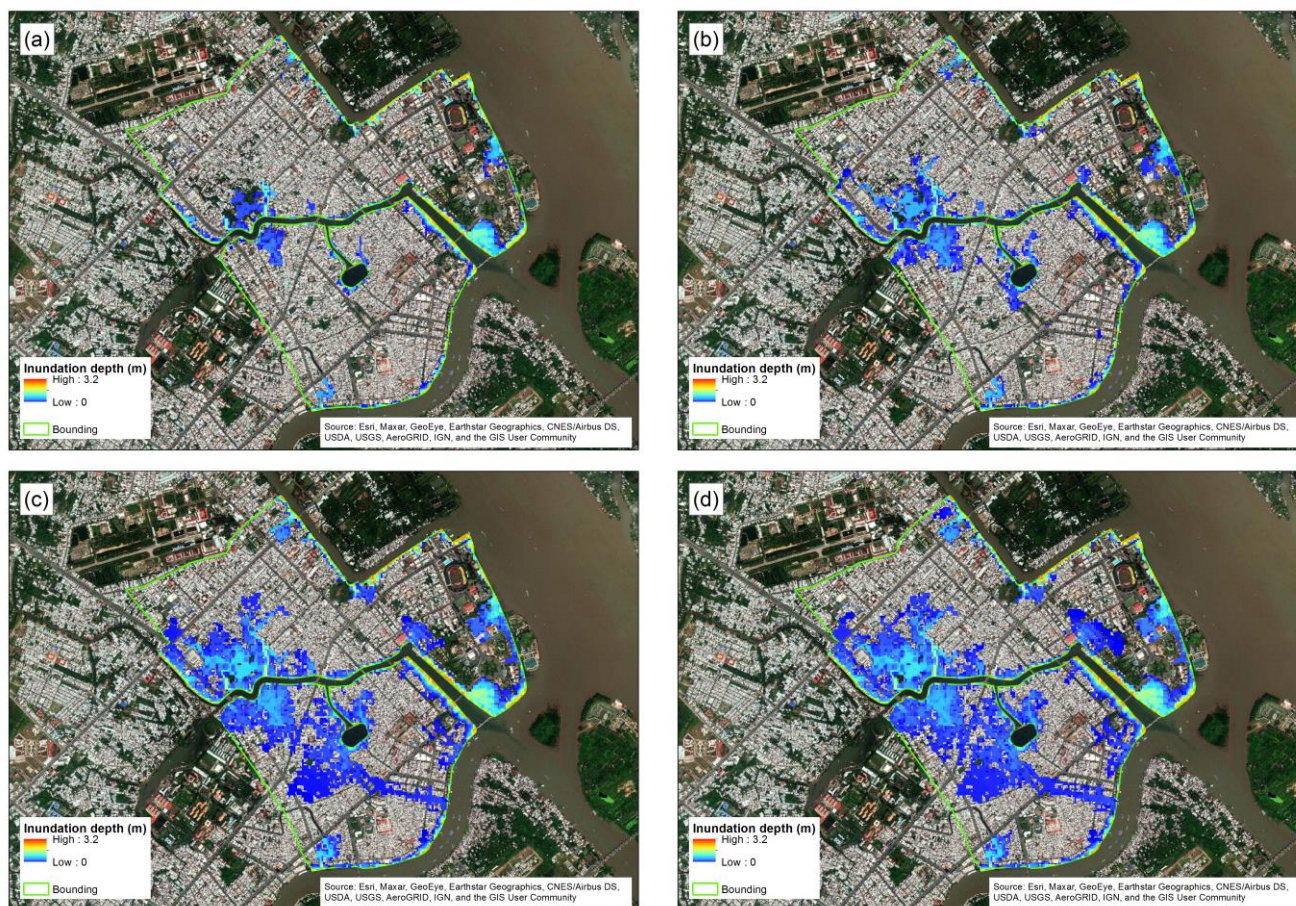 (a)
Inundation depth (m)
High : 3.2
Low : 0
Bounding
Source: Esri, Maxar, GeoEye, Earthstar Geographics, CNES/Airbus DS,
USDA, USGS, AeroGRID, IGN, and the GIS User Community
(b)
Inundation depth (m)
High : 3.2
Low : 0
Bounding
Source: Esri, Maxar, GeoEye, Earthstar Geographics, CNES/Airbus DS,
USDA, USGS, AeroGRID, IGN, and the GIS User Community
(c)
Inundation depth (m)
High : 3.2
Low : 0
Bounding
Source: Esri, Maxar, GeoEye, Earthstar Geographics, CNES/Airbus DS,
USDA, USGS, AeroGRID, IGN, and the GIS User Community
(d)
Inundation depth (m)
High : 3.2
Low : 0
Bounding
Source: Esri, Maxar, GeoEye, Earthstar Geographics, CNES/Airbus DS,
USDA, USGS, AeroGRID, IGN, and the GIS User Community